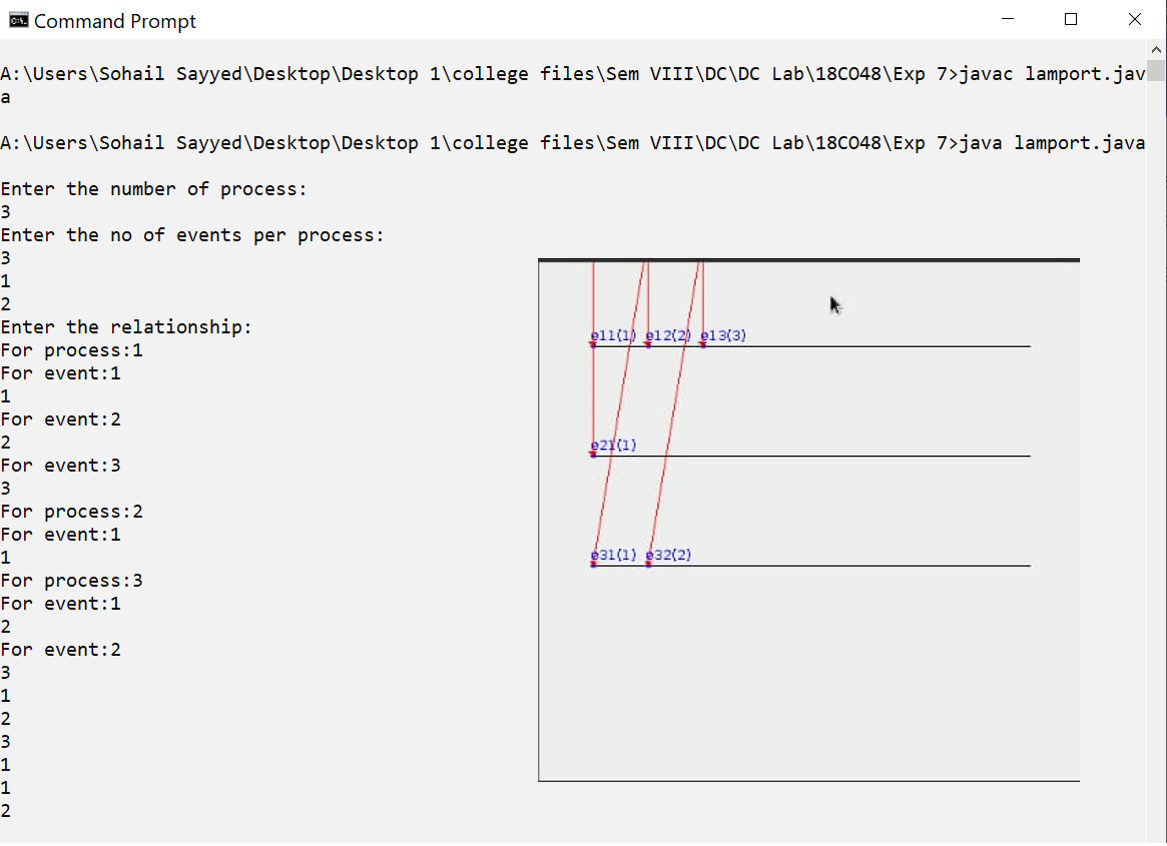 Command Prompt
A:\Users\Sohail Sayyed\Desktop\Desktop 1\college files\Sem VIII\DC\DC Lab\18CO48\Exp 7>javac lamport.jav
a
A:\Users\Sohail Sayyed\Desktop\Desktop 1\college files\Sem VIII\DC\DC Lab\18CO48\Exp 7>java lamport.java
Enter the number of process:
3
Enter the no of events per process:
3
1
2
Enter the relationship:
For process:1
For event:1
1
For event:2
2
For event:3
3
For process:2
For event:1
1
For process:3
For event:1
2
For event:2
3
1
2
3
1
1
2
e11(1) e12(2) e13(3)
e21(1)
e31(1) e32(2)